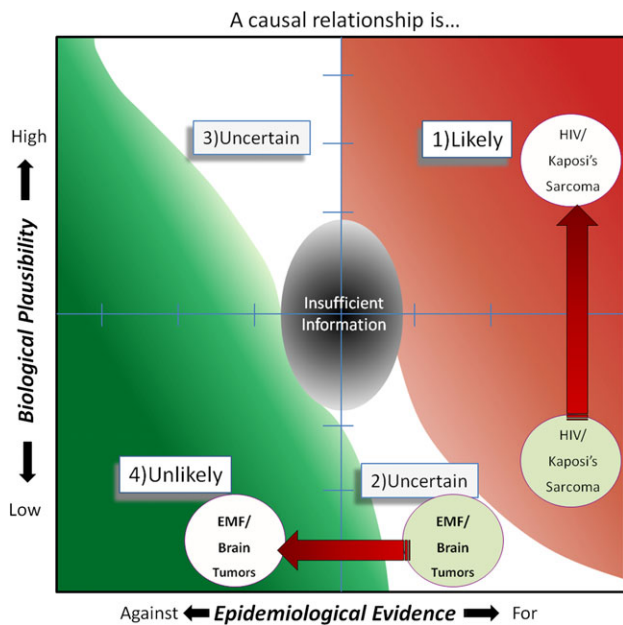 A causal relationship is...
3)Uncertain
1)Likely
HIV/
Kaposi's
Sarcoma
High
Biological Plausibility
Low
Insufficient
Information
HIV/
Kaposi's
Sarcoma
4)Unlikely
2)Uncertain
EMF/
Brain
Tumors
EMF/
Brain
Tumors
Against Epidemiological Evidence For